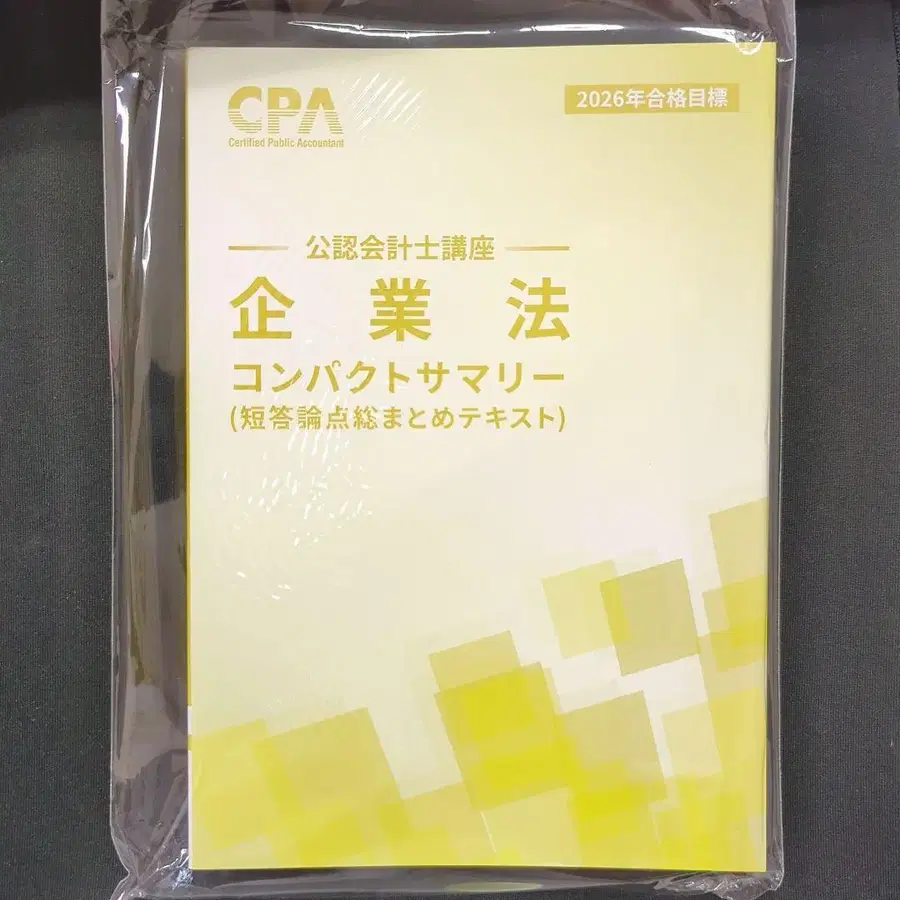 CPA
Certified Public Accountant
2026年合格目標
公認会計士講座
企業法
コンパクトサマリー
(短答論点総まとめテキスト)